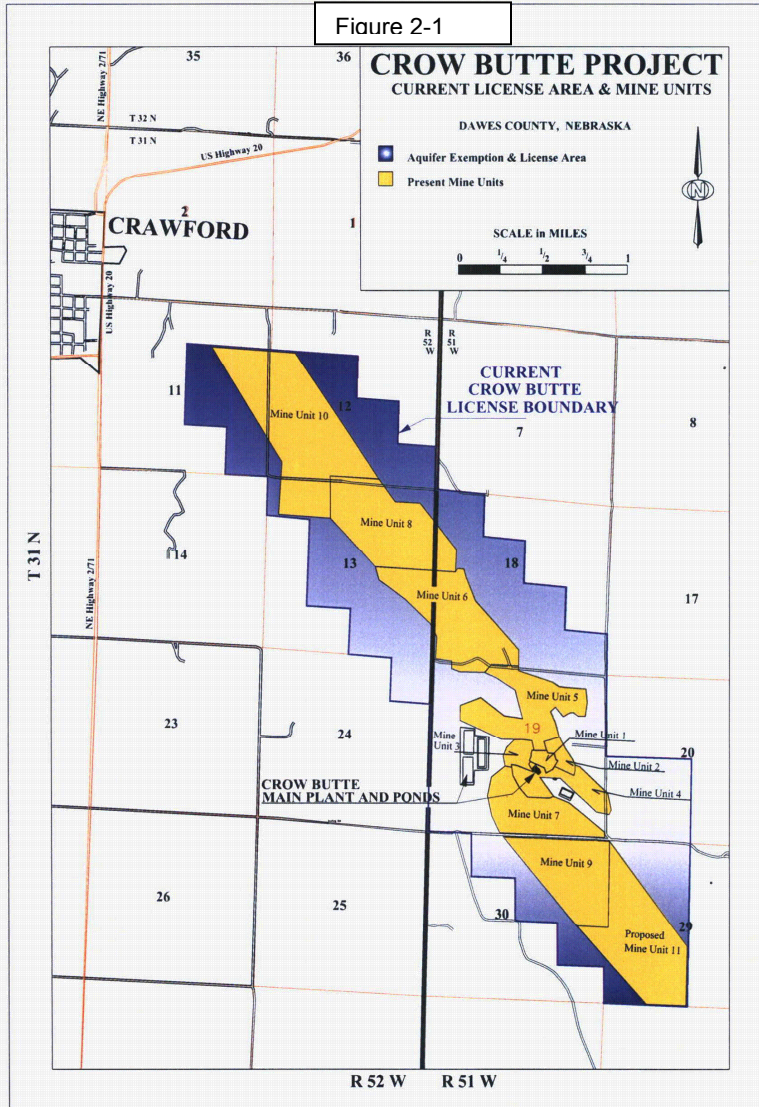 Figure 2-1
35
36
CROW BUTTE PROJECT
CURRENT LICENSE AREA & MINE UNITS
DAWES COUNTY, NEBRASKA
Aquifer Exemption & License Area
Present Mine Units
N
SCALE in MILES
0 1/4 1/2 3/4 1
NE Highway 2/71
T 32 N
T 31 N
US Highway 20
2
1
CRAWFORD
US Highway 20
R 52 W
R 51 W
CURRENT
CROW BUTTE
LICENSE BOUNDARY
11
12
7
8
Mine Unit 10
Mine Unit 8
14
13
18
17
T 31 N
NE Highway 2/71
Mine Unit 6
Mine Unit 5
23
24
19
20
Mine Unit 3
Mine Unit 1
Mine Unit 2
Mine Unit 4
CROW BUTTE
MAIN PLANT AND PONDS
Mine Unit 7
Mine Unit 9
26
25
30
29
Proposed
Mine Unit 11
R 52 W
R 51 W